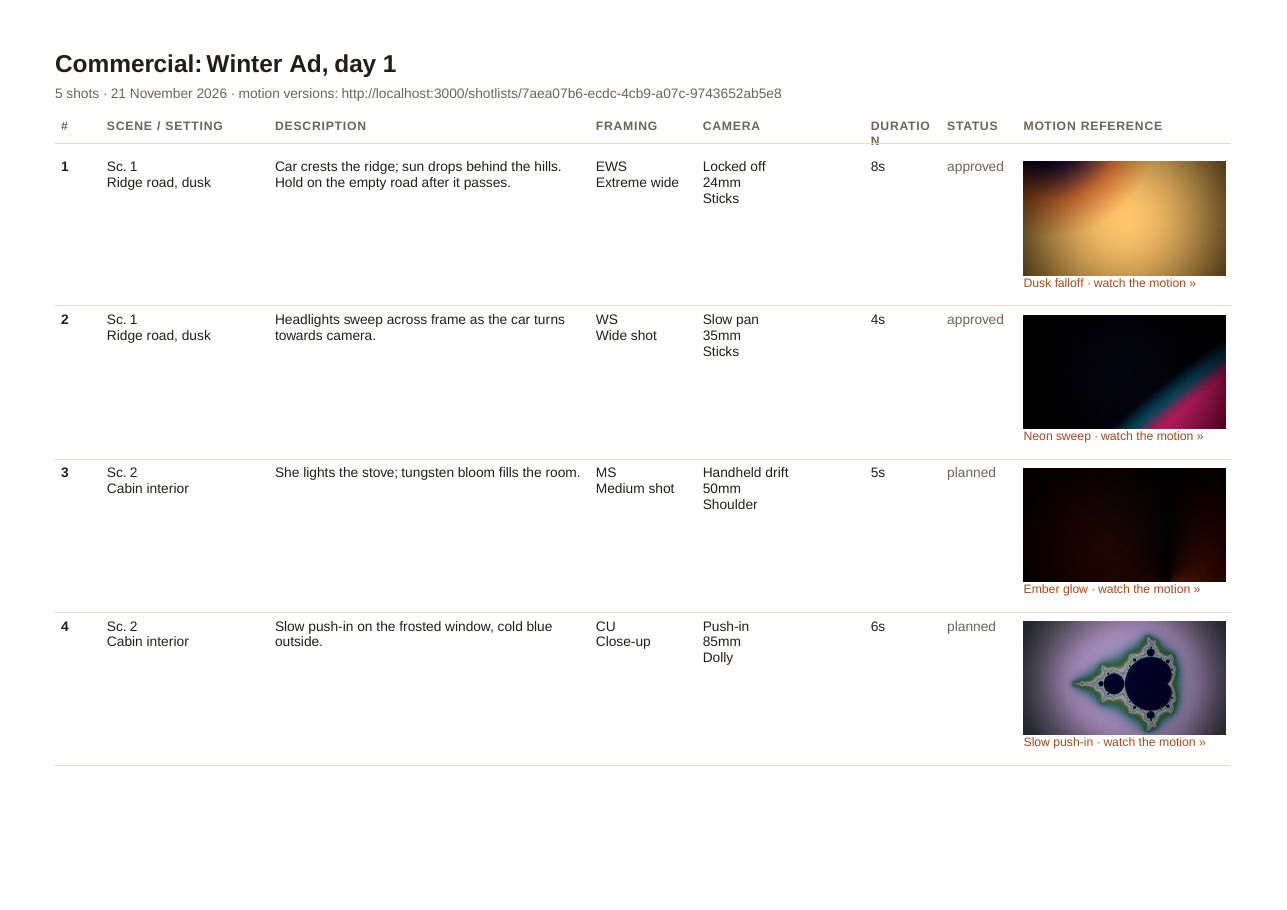 Commercial: Winter Ad, day 1
5 shots · 21 November 2026 · motion versions: http://localhost:3000/shotlists/7aea07b6-ecdc-4cb9-a07c-9743652ab5e8
# SCENE / SETTING DESCRIPTION FRAMING CAMERA DURATIO STATUS MOTION REFERENCE
N
1 Sc. 1 Car crests the ridge; sun drops behind the hills. EWS Locked off 8s approved
Ridge road, dusk Hold on the empty road after it passes. Extreme wide 24mm
Sticks
Dusk falloff · watch the motion »
2 Sc. 1 Headlights sweep across frame as the car turns WS Slow pan 4s approved
Ridge road, dusk towards camera. Wide shot 35mm
Sticks
Neon sweep · watch the motion »
3 Sc. 2 She lights the stove; tungsten bloom fills the room. MS Handheld drift 5s planned
Cabin interior Medium shot 50mm
Shoulder
Ember glow · watch the motion »
4 Sc. 2 Slow push-in on the frosted window, cold blue CU Push-in 6s planned
Cabin interior outside. Close-up 85mm
Dolly
Slow push-in · watch the motion »